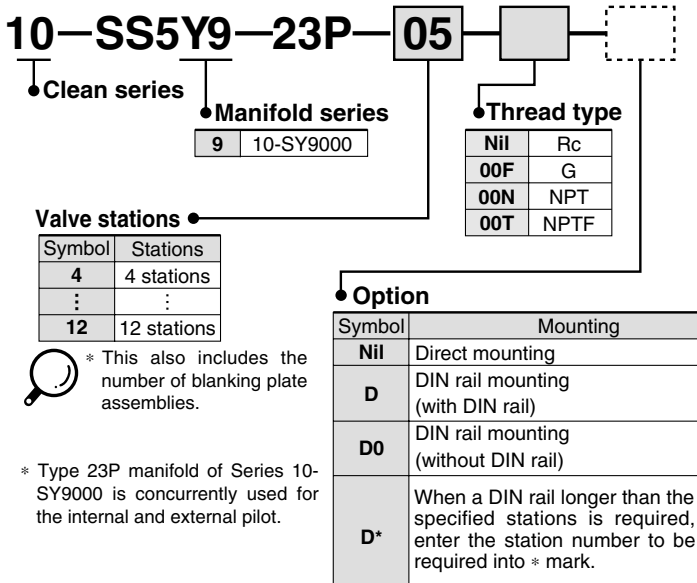 10—SS5Y9—23P—05—
Clean series
Manifold series
9 10-SY9000
Thread type
Nil Rc
00F G
00N NPT
00T NPTF
Valve stations
Symbol Stations
4 4 stations
⋮ ⋮
12 12 stations
* This also includes the
number of blanking plate
assemblies.
* Type 23P manifold of Series 10-
SY9000 is concurrently used for
the internal and external pilot.
Option
Symbol Mounting
Nil Direct mounting
D DIN rail mounting
(with DIN rail)
D0 DIN rail mounting
(without DIN rail)
D* When a DIN rail longer than the
specified stations is required,
enter the station number to be
required into * mark.